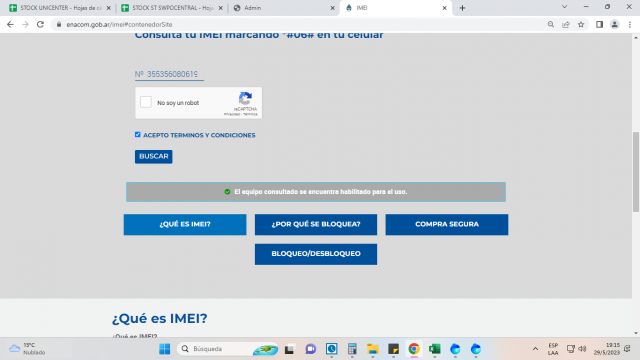 STOCK UNICENTER - Hojas de cá
STOCK ST SWPOCENTRAL - Hoja
Admin
IMEI
enacom.gob.ar/imei#contenedorSite
Consulta tu IMEI marcando *#06# en tu celular
Nº 355356080619
No soy un robot
reCAPTCHA
Privacidad - Términos
ACEPTO TERMINOS Y CONDICIONES
BUSCAR
El equipo consultado se encuentra habilitado para el uso.
¿QUÉ ES IMEI?
¿POR QUÉ SE BLOQUEA?
COMPRA SEGURA
BLOQUEO/DESBLOQUEO
¿Qué es IMEI?
¿Qué es IMEI?
13°C
Nublado
Búsqueda
ESP
LAA
19:15
29/5/2023